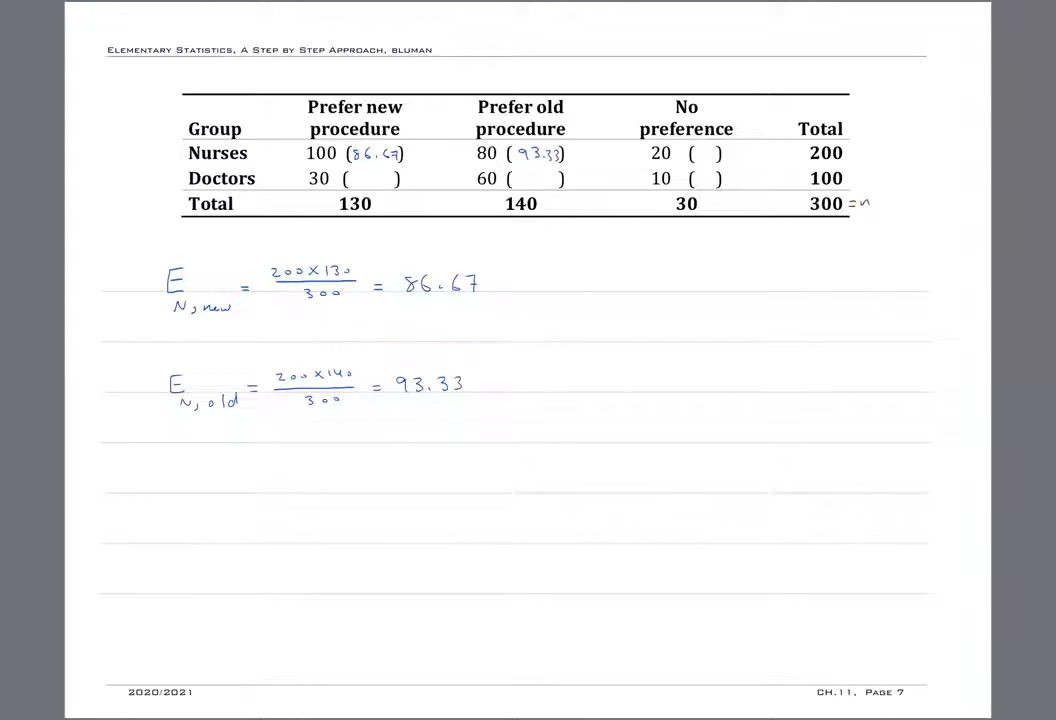 ELEMENTARY STATISTICS, A STEP BY STEP APPROACH, BLUMAN
Group Prefer new procedure Prefer old procedure No preference Total
Nurses 100 (86.67) 80 (93.33) 20 ( ) 200
Doctors 30 ( ) 60 ( ) 10 ( ) 100
Total 130 140 30 300 = n
E N, new = 200 × 130 / 300 = 86.67
E N, old = 200 × 140 / 300 = 93.33
2020/2021 CH.11, PAGE 7